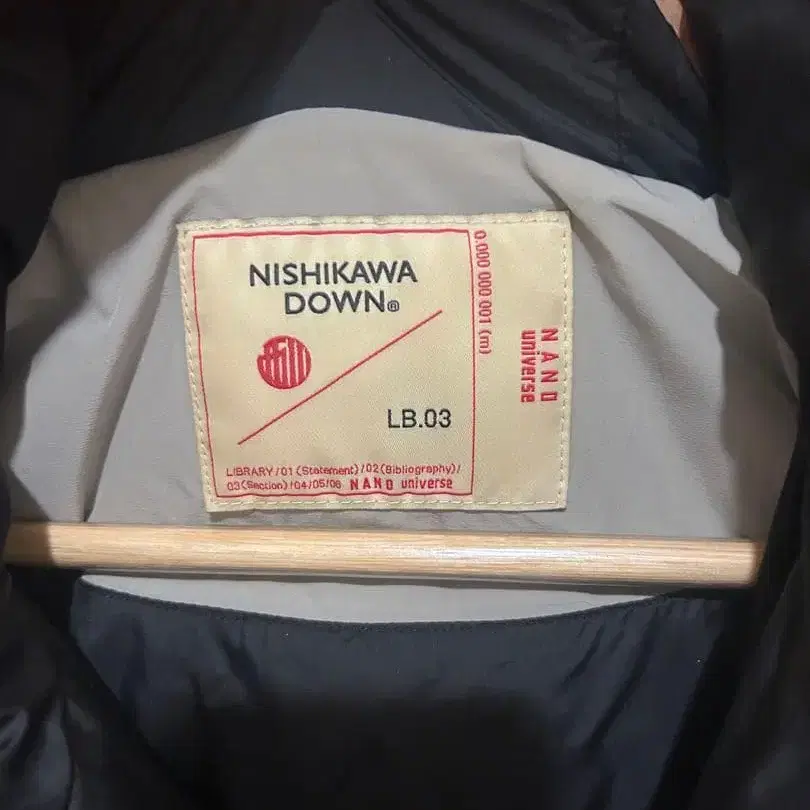 NISHIKAWA
DOWN®
LB.03
LIBRARY/01(Statement)/02(Bibliography)/
03(Section)/04/05/06 NANO universe
0.000 000 001 (m)
NANO
universe